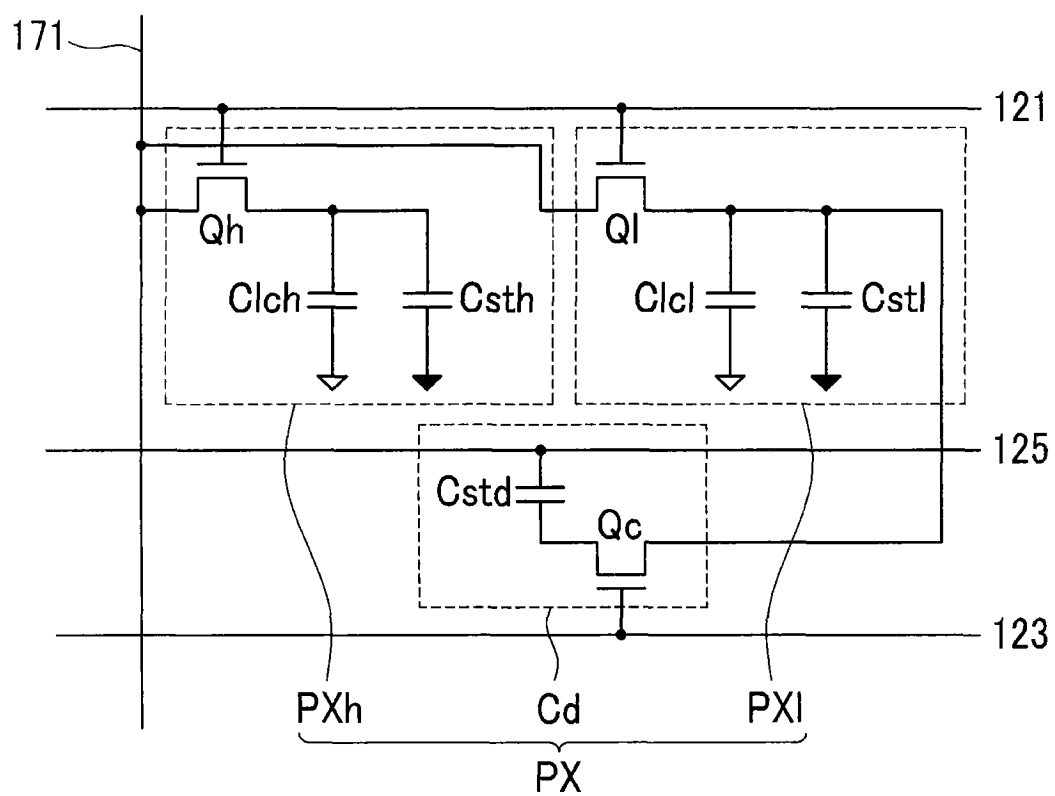 171
121
Qh
Ql
Clch
Csth
Clcl
Cstl
125
Cstd
Qc
123
PXh
Cd
PXl
PX